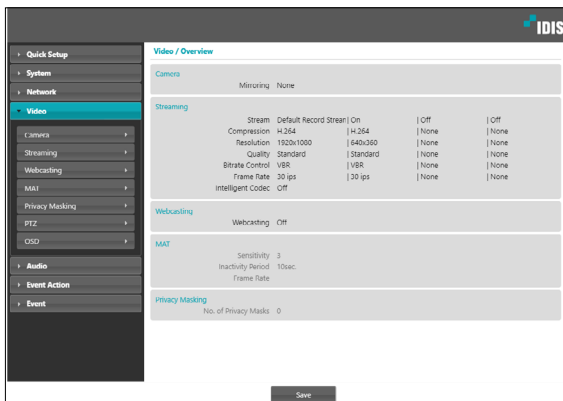 IDIS
Quick Setup
System
Network
Video
Camera
Streaming
Webcasting
MAT
Privacy Masking
PTZ
OSD
Audio
Event Action
Event
Video / Overview
Camera
Mirroring None
Streaming
Stream Default Record Stream | On | Off | Off
Compression H.264 | H.264 | None | None
Resolution 1920x1080 | 640x360 | None | None
Quality Standard | Standard | None | None
Bitrate Control VBR | VBR | None | None
Frame Rate 30 ips | 30 ips | None | None
Intelligent Codec Off
Webcasting
Webcasting Off
MAT
Sensitivity 3
Inactivity Period 10sec.
Frame Rate
Privacy Masking
No. of Privacy Masks 0
Save